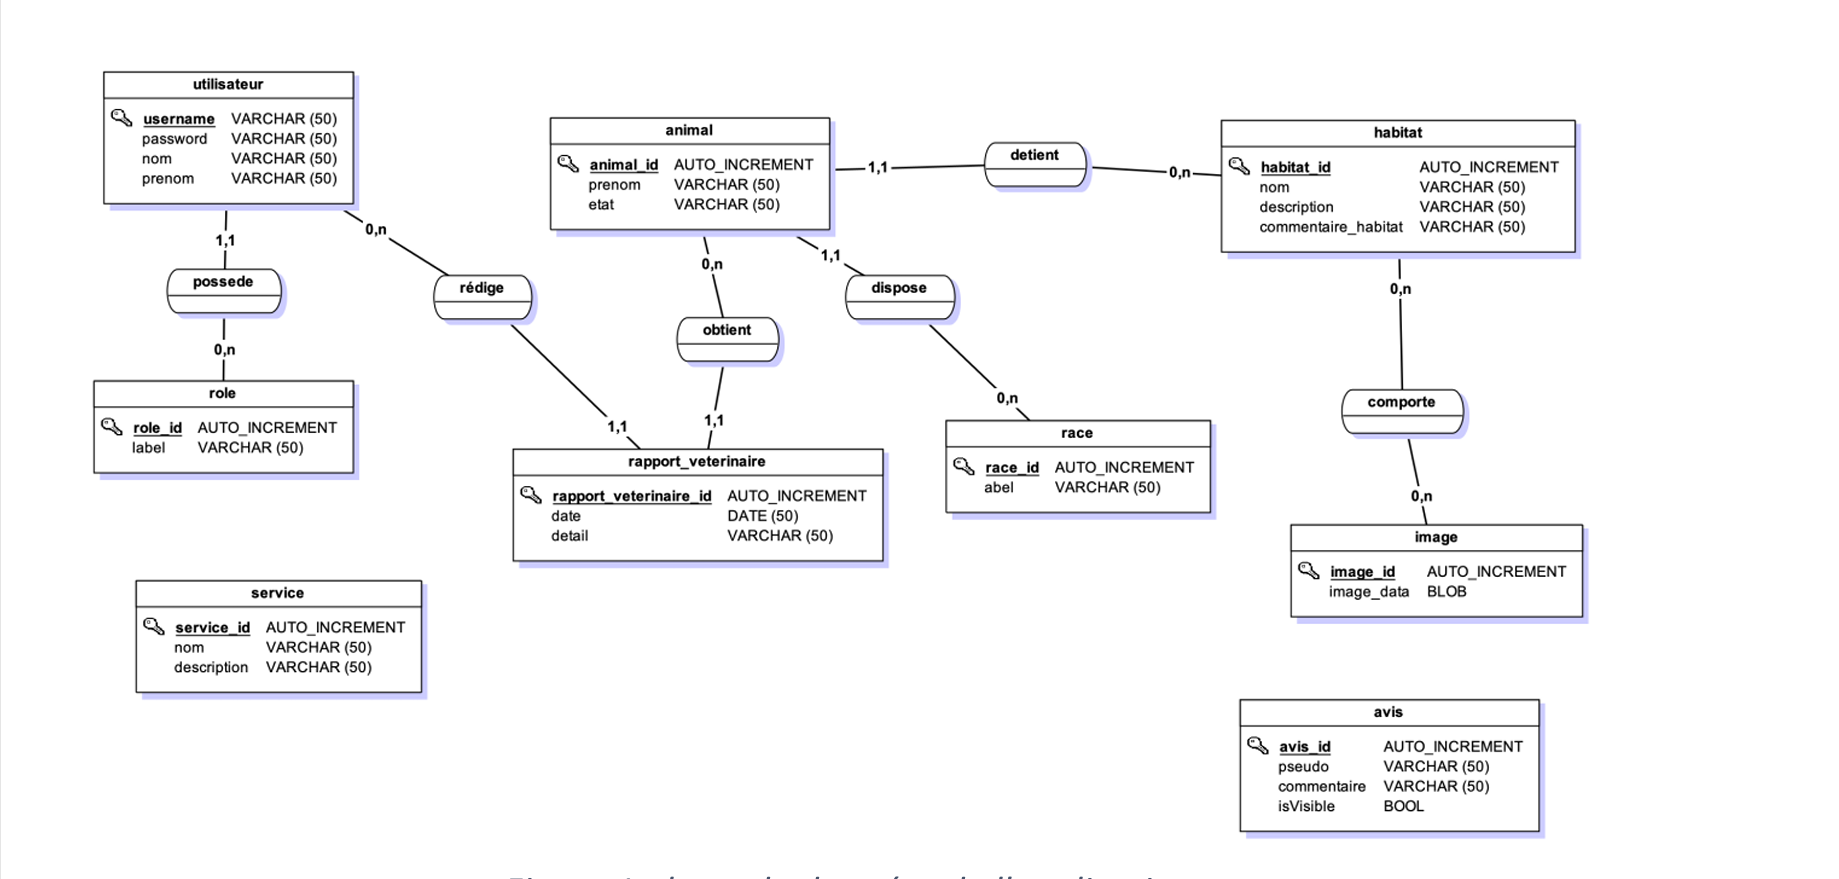 utilisateur
username VARCHAR (50)
password VARCHAR (50)
nom VARCHAR (50)
prenom VARCHAR (50)
1,1
possede
0,n
role
role_id AUTO_INCREMENT
label VARCHAR (50)
0,n
rédige
1,1
animal
animal_id AUTO_INCREMENT
prenom VARCHAR (50)
etat VARCHAR (50)
0,n
obtient
1,1
rapport_veterinaire
rapport_veterinaire_id AUTO_INCREMENT
date DATE (50)
detail VARCHAR (50)
1,1
dispose
0,n
race
race_id AUTO_INCREMENT
abel VARCHAR (50)
1,1
detient
0,n
habitat
habitat_id AUTO_INCREMENT
nom VARCHAR (50)
description VARCHAR (50)
commentaire_habitat VARCHAR (50)
0,n
comporte
0,n
image
image_id AUTO_INCREMENT
image_data BLOB
service
service_id AUTO_INCREMENT
nom VARCHAR (50)
description VARCHAR (50)
avis
avis_id AUTO_INCREMENT
pseudo VARCHAR (50)
commentaire VARCHAR (50)
isVisible BOOL